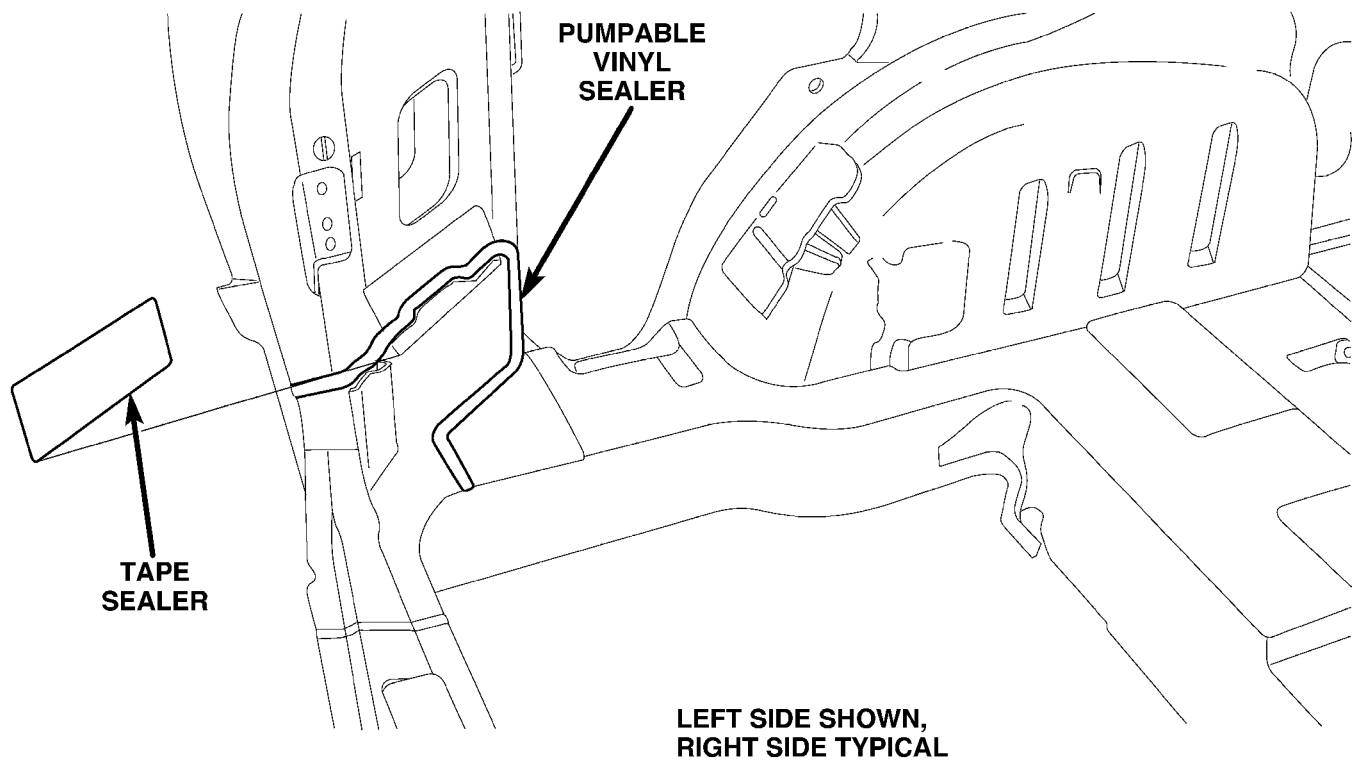 PUMPABLE
VINYL
SEALER
TAPE
SEALER
LEFT SIDE SHOWN,
RIGHT SIDE TYPICAL